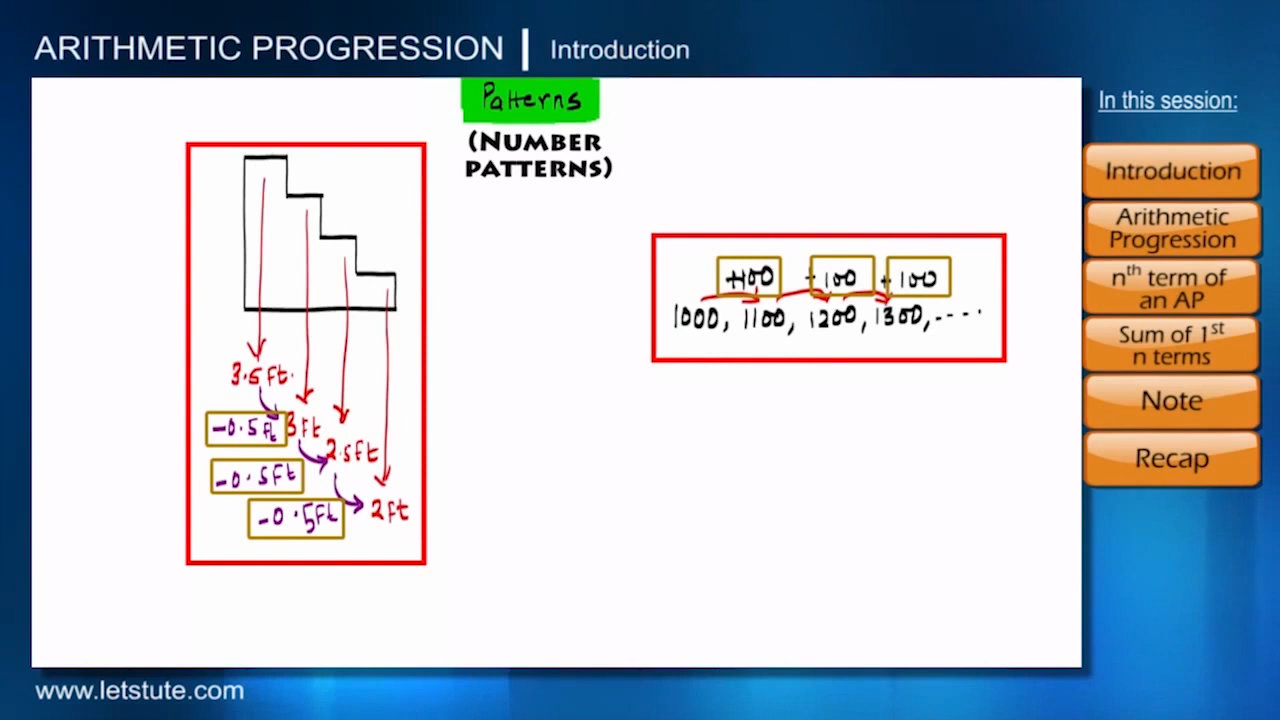 ARITHMETIC PROGRESSION | Introduction
Patterns
(NUMBER
PATTERNS)
3.5ft.
-0.5ft
3ft
2.5ft
-0.5ft
-0.5ft
2ft
+100 +100 +100
1000, 1100, 1200, 1300, ....
In this session:
Introduction
Arithmetic
Progression
nth term of
an AP
Sum of 1st
n terms
Note
Recap
www.letstute.com